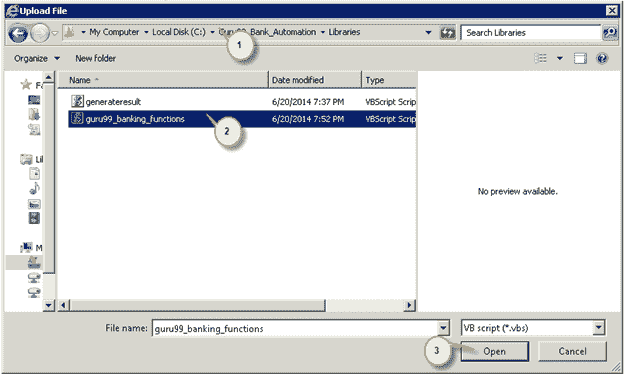 Upload File
My Computer Local Disk (C:) Guru99_Bank_Automation Libraries Search Libraries
1
Organize New folder
Name Date modified Type
generateresult 6/20/2014 7:37 PM VBScript Scrip
guru99_banking_functions 6/20/2014 7:52 PM VBScript Scrip
2
No preview available.
Fa
Lil
M
File name: guru99_banking_functions VB script (*.vbs)
3
Open Cancel